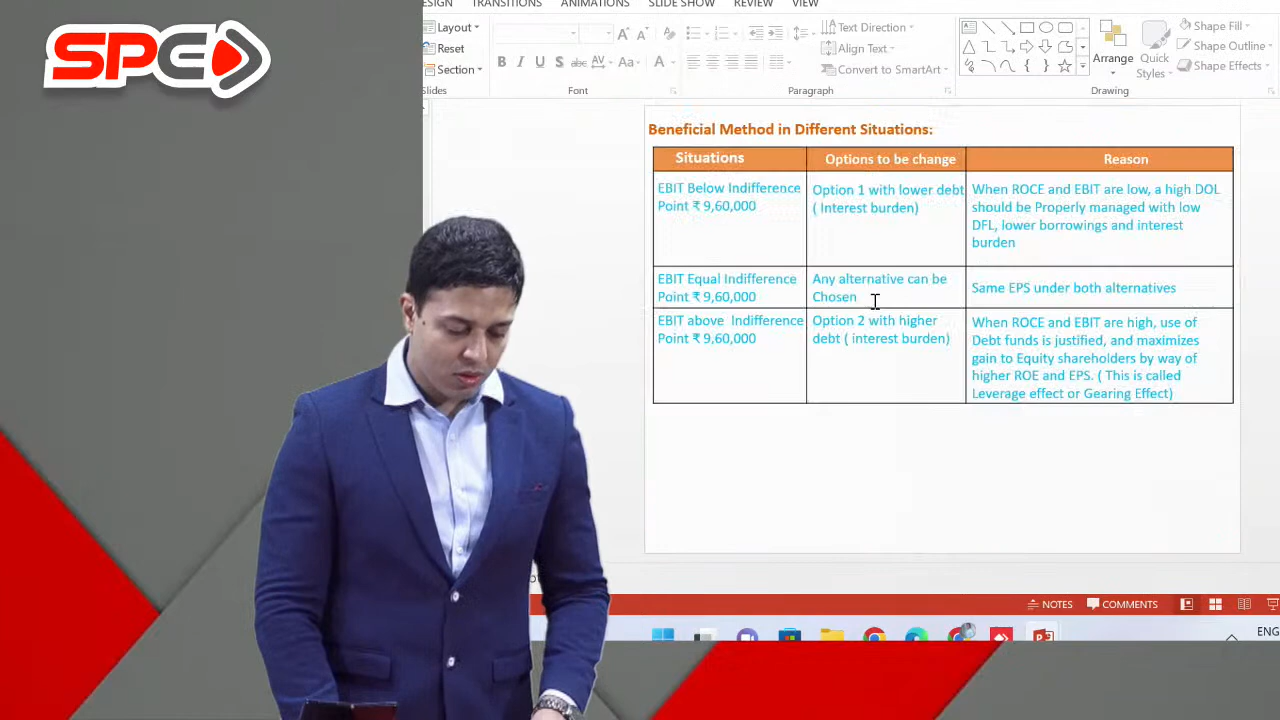 SPE
ESIGN TRANSITIONS ANIMATIONS SLIDE SHOW REVIEW VIEW
Layout
Reset
Section
Slides
B I U S abc AV Aa A
Font
Text Direction
Align Text
Convert to SmartArt
Paragraph
Arrange
Styles
Shape Fill
Shape Outline
Shape Effects
Drawing
Beneficial Method in Different Situations:
Situations
Options to be change
Reason
EBIT Below Indifference
Point ₹ 9,60,000
Option 1 with lower debt
( Interest burden)
When ROCE and EBIT are low, a high DOL
should be Properly managed with low
DFL, lower borrowings and interest
burden
EBIT Equal Indifference
Point ₹ 9,60,000
Any alternative can be
Chosen
Same EPS under both alternatives
EBIT above Indifference
Point ₹ 9,60,000
Option 2 with higher
debt ( interest burden)
When ROCE and EBIT are high, use of
Debt funds is justified, and maximizes
gain to Equity shareholders by way of
higher ROE and EPS. ( This is called
Leverage effect or Gearing Effect)
NOTES COMMENTS
ENG